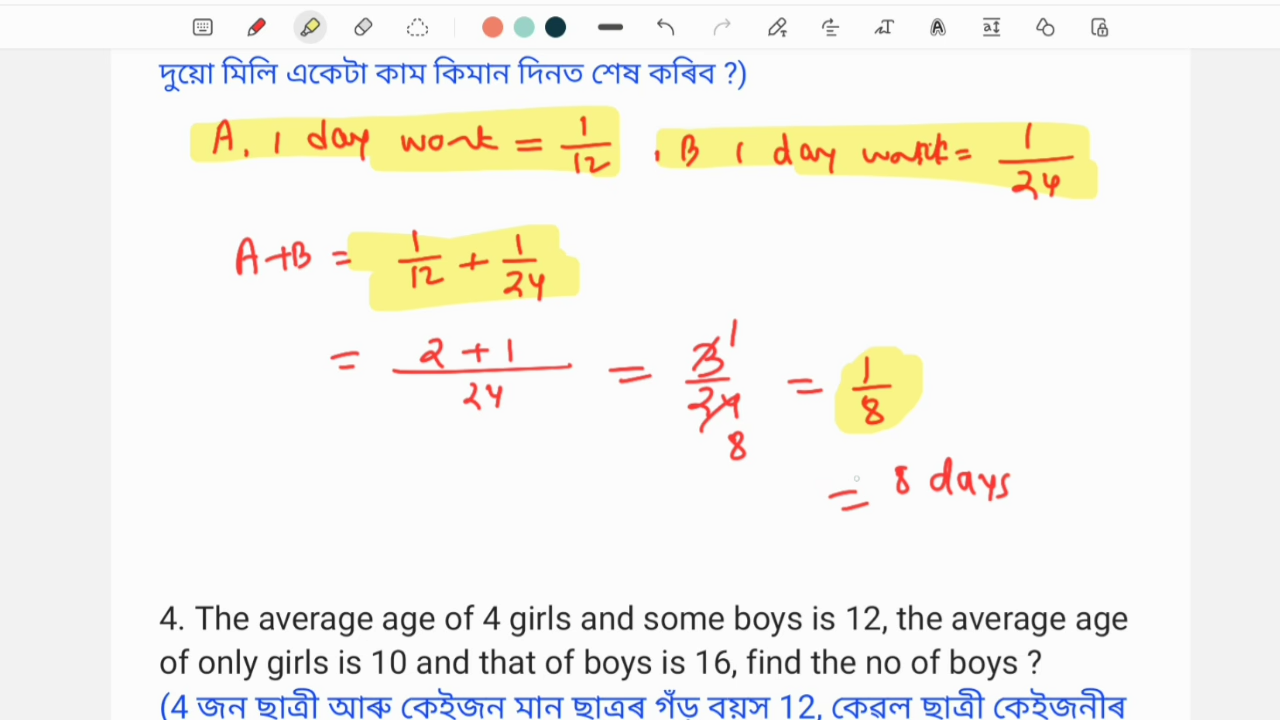 দুয়ো মিলি একেটা কাম কিমান দিনত শেষ কৰিব ?)
A. 1 day work = 1/12 , B 1 day work = 1/24
A+B = 1/12 + 1/24
= 2+1/24 = 3/24 1 8 = 1/8
= 8 days
4. The average age of 4 girls and some boys is 12, the average age
of only girls is 10 and that of boys is 16, find the no of boys ?
(4 জন ছাত্ৰী আৰু কেইজন মান ছাত্ৰৰ গঁড় বয়স 12, কেৱল ছাত্ৰী কেইজনীৰ